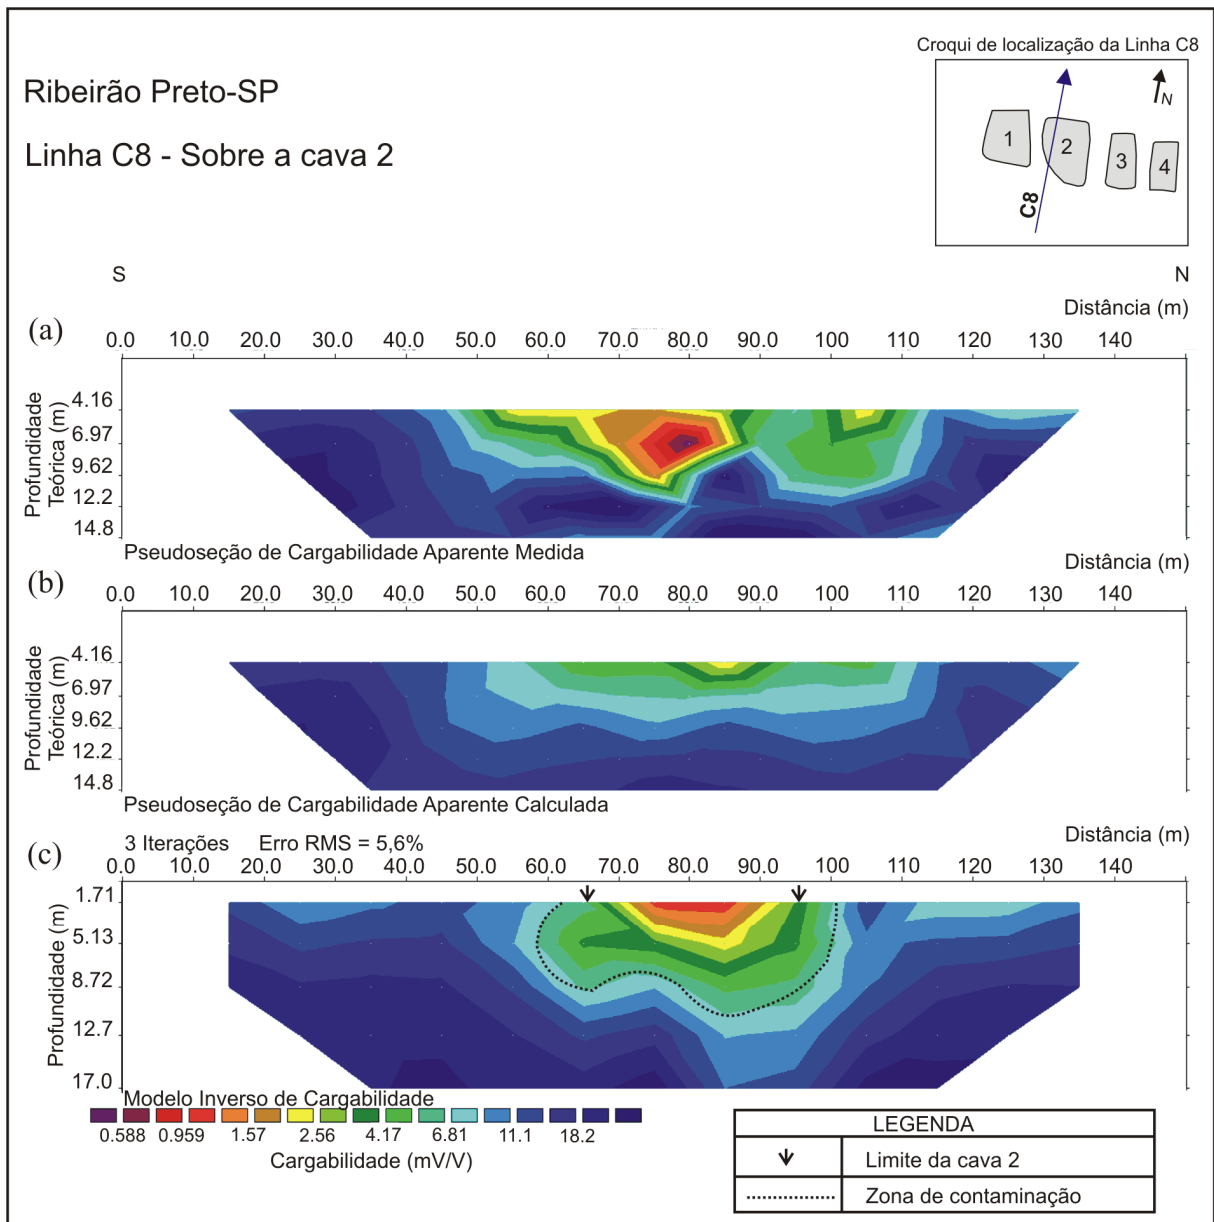 Croqui de localização da Linha C8
Ribeirão Preto-SP
Linha C8 - Sobre a cava 2
N
1
2
3
4
C8
S
N
Distância (m)
(a)
0.0 10.0 20.0 30.0 40.0 50.0 60.0 70.0 80.0 90.0 100 110 120 130 140
Profundidade
Teórica (m)
4.16
6.97
9.62
12.2
14.8
Pseudoseção de Cargabilidade Aparente Medida
Distância (m)
(b)
0.0 10.0 20.0 30.0 40.0 50.0 60.0 70.0 80.0 90.0 100 110 120 130 140
Profundidade
Teórica (m)
4.16
6.97
9.62
12.2
14.8
Pseudoseção de Cargabilidade Aparente Calculada
Distância (m)
(c)
3 Iterações Erro RMS = 5,6%
0.0 10.0 20.0 30.0 40.0 50.0 60.0 70.0 80.0 90.0 100 110 120 130 140
Profundidade (m)
1.71
5.13
8.72
12.7
17.0
Modelo Inverso de Cargabilidade
0.588 0.959 1.57 2.56 4.17 6.81 11.1 18.2
Cargabilidade (mV/V)
LEGENDA
Limite da cava 2
Zona de contaminação